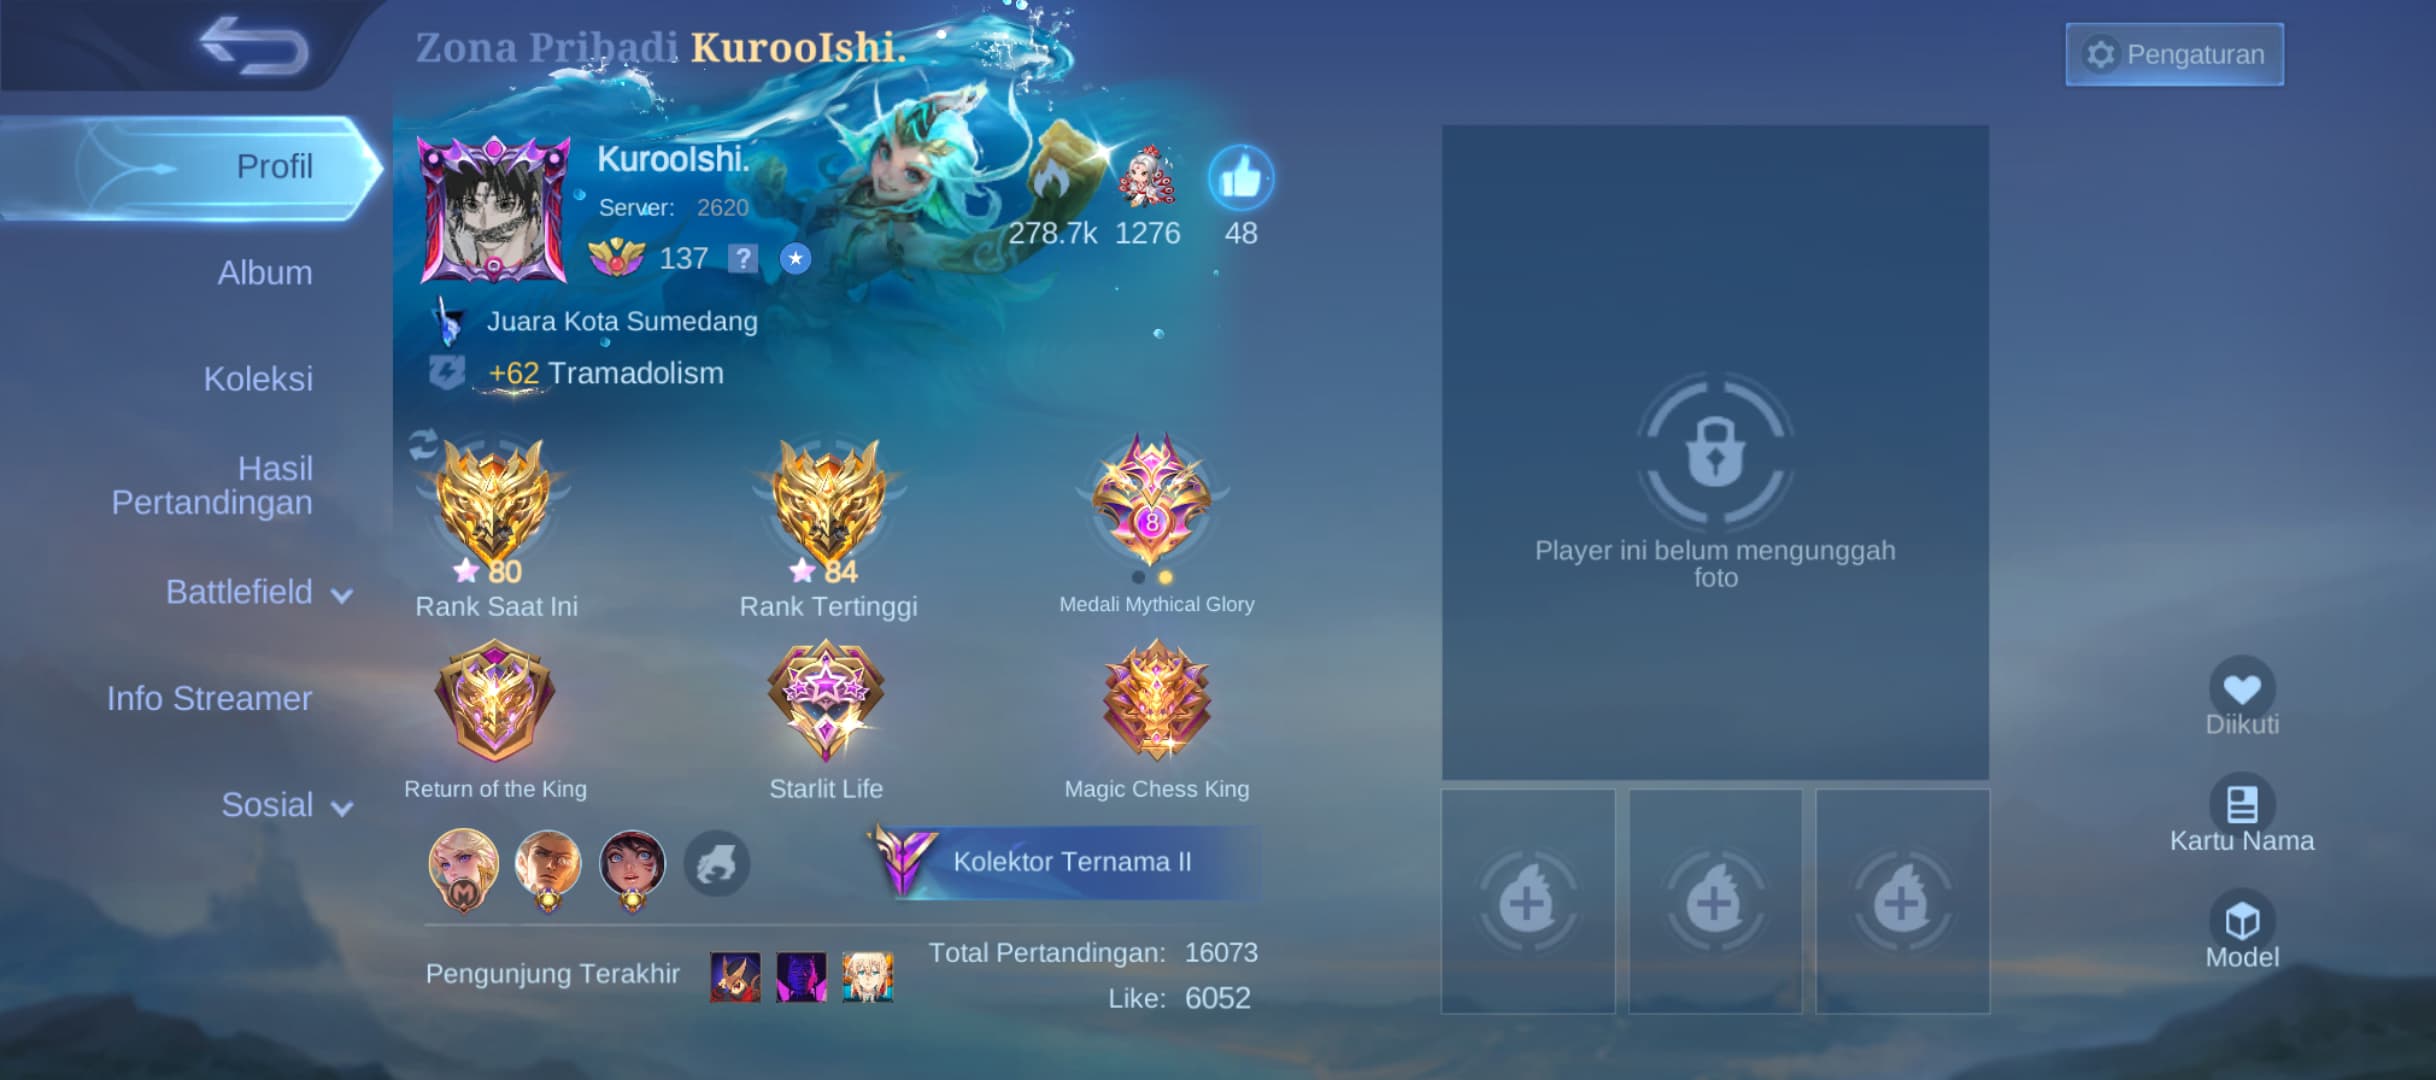 Zona Pribadi KurooIshi.
Pengaturan
Profil
Album
Koleksi
Hasil
Pertandingan
Battlefield
Info Streamer
Sosial
KurooIshi.
Server: 2620
137 ?
278.7k 1276 48
Juara Kota Sumedang
+62 Tramadolism
80
Rank Saat Ini
84
Rank Tertinggi
8
Medali Mythical Glory
Return of the King
Starlit Life
Magic Chess King
M
Kolektor Ternama II
Pengunjung Terakhir
Total Pertandingan: 16073
Like: 6052
Player ini belum mengunggah
foto
Diikuti
Kartu Nama
Model